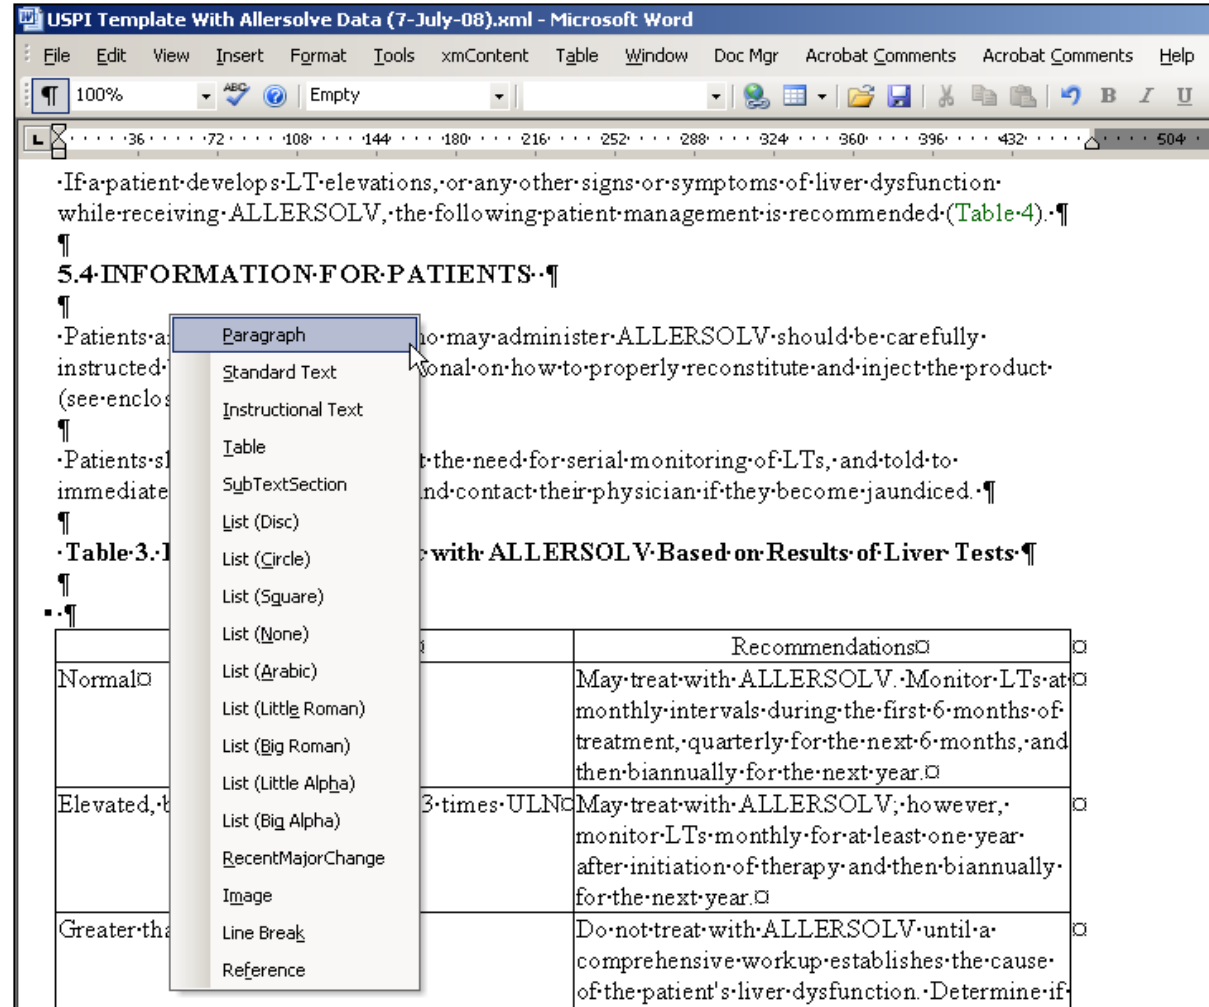 USPI Template With Allersolve Data (7-July-08).xml - Microsoft Word
File Edit View Insert Format Tools xmContent Table Window Doc Mgr Acrobat Comments Acrobat Comments Help
¶ 100% ABC Empty B I U
L 36 72 108 144 180 216 252 288 324 360 396 432 504
·If·a·patient·develops·LT·elevations,·or·any·other·signs·or·symptoms·of·liver·dysfunction·
while·receiving·ALLERSOLV,·the·following·patient·management·is·recommended·(Table·4).·¶
¶
5.4·INFORMATION·FOR·PATIENTS··¶
¶
·Patients·a o·may·administer·ALLERSOLV·should·be·carefully·
instructed· onal·on·how·to·properly·reconstitute·and·inject·the·product·
(see·enclos
¶
·Patients·sl t·the·need·for·serial·monitoring·of·LTs,·and·told·to·
immediate nd·contact·their·physician·if·they·become·jaundiced.·¶
¶
·Table·3.· with·ALLERSOLV·Based·on·Results·of·Liver·Tests·¶
¶
·¶
Recommendations¤ ¤
Normal¤ May·treat·with·ALLERSOLV.·Monitor·LTs·at·¤
monthly·intervals·during·the·first·6·months·of·
treatment,·quarterly·for·the·next·6·months,·and
then·biannually·for·the·next·year.¤
Elevated,·b 3·times·ULN¤ May·treat·with·ALLERSOLV;·however,· ¤
monitor·LTs·monthly·for·at·least·one·year·
after·initiation·of·therapy·and·then·biannually·
for·the·next·year.¤
Greater·tha Do·not·treat·with·ALLERSOLV·until·a· ¤
comprehensive·workup·establishes·the·cause·
of·the·patient's·liver·dysfunction.·Determine·if·
Paragraph
Standard Text
Instructional Text
Table
SubTextSection
List (Disc)
List (Circle)
List (Square)
List (None)
List (Arabic)
List (Little Roman)
List (Big Roman)
List (Little Alpha)
List (Big Alpha)
RecentMajorChange
Image
Line Break
Reference